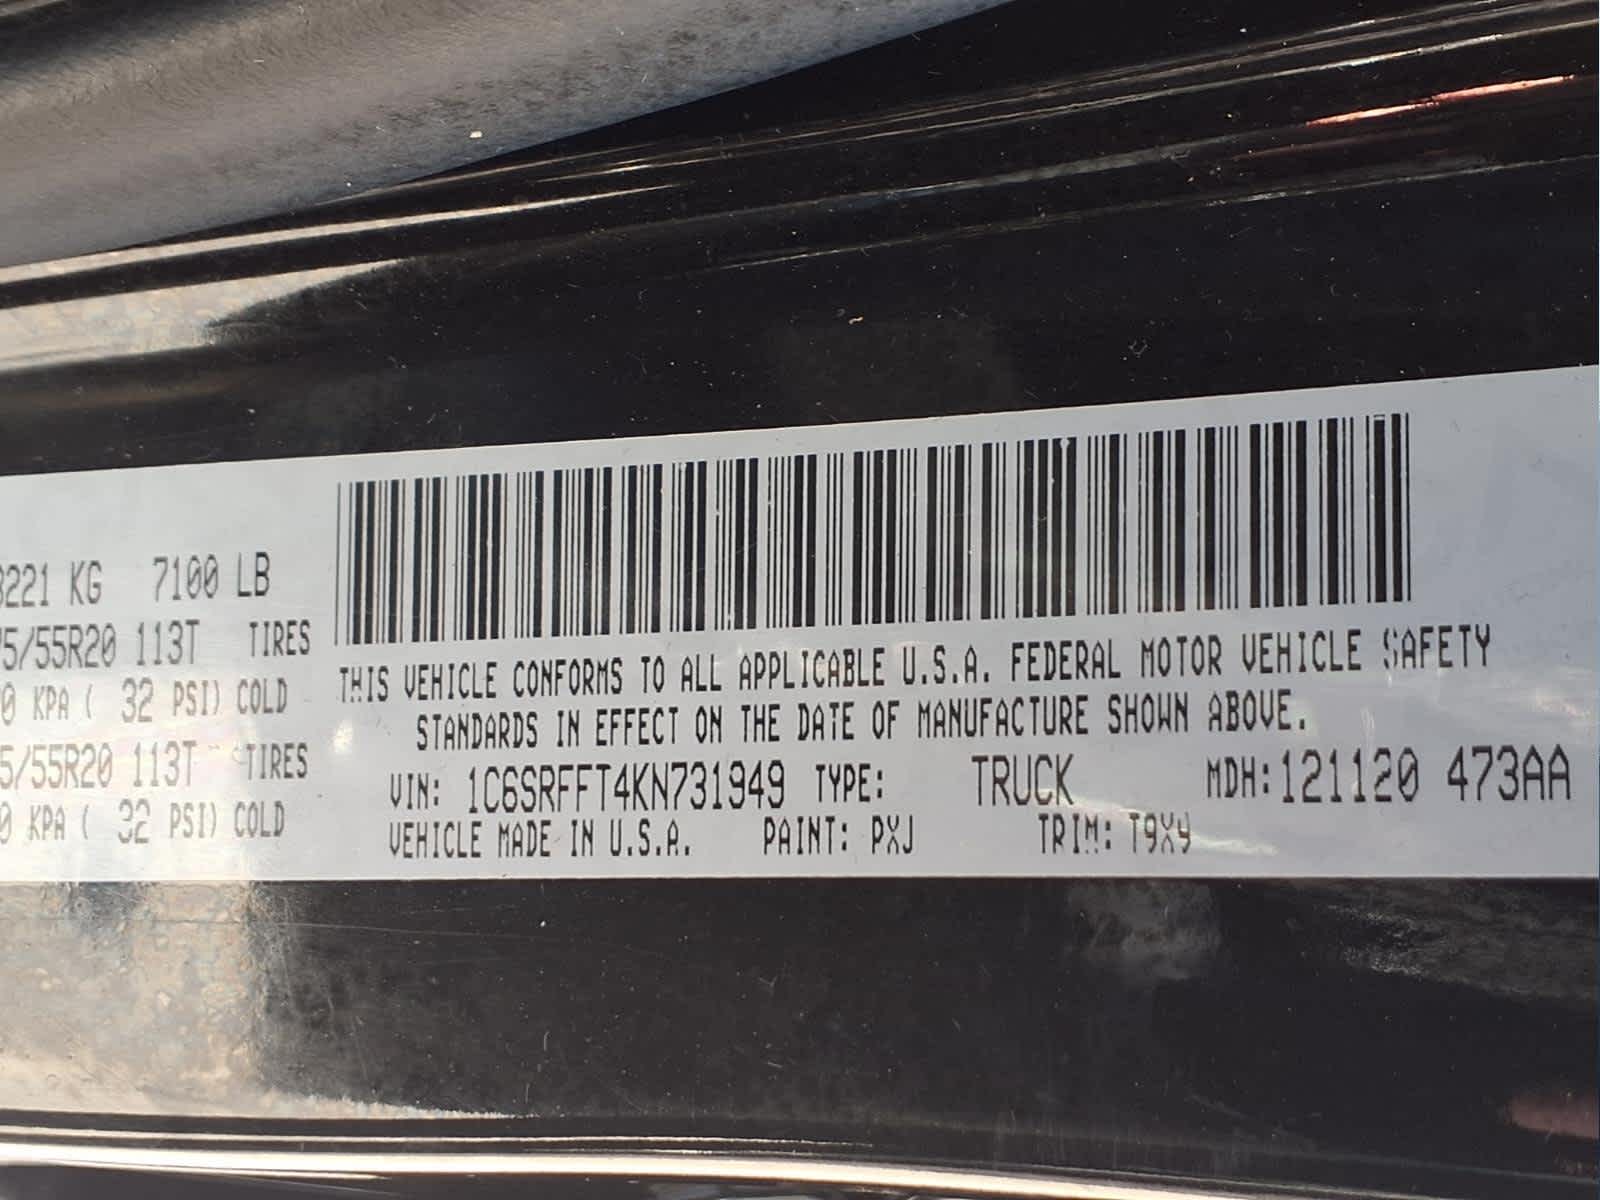 3221 KG 7100 LB
75/55R20 113T TIRES
0 KPA ( 32 PSI) COLD
5/55R20 113T TIRES
0 KPA ( 32 PSI) COLD
THIS VEHICLE CONFORMS TO ALL APPLICABLE U.S.A. FEDERAL MOTOR VEHICLE SAFETY
STANDARDS IN EFFECT ON THE DATE OF MANUFACTURE SHOWN ABOVE.
VIN: 1C6SRFFT4KN731949 TYPE: TRUCK MDH: 121120 473AA
VEHICLE MADE IN U.S.A. PAINT: PXJ TRIM: T9X9